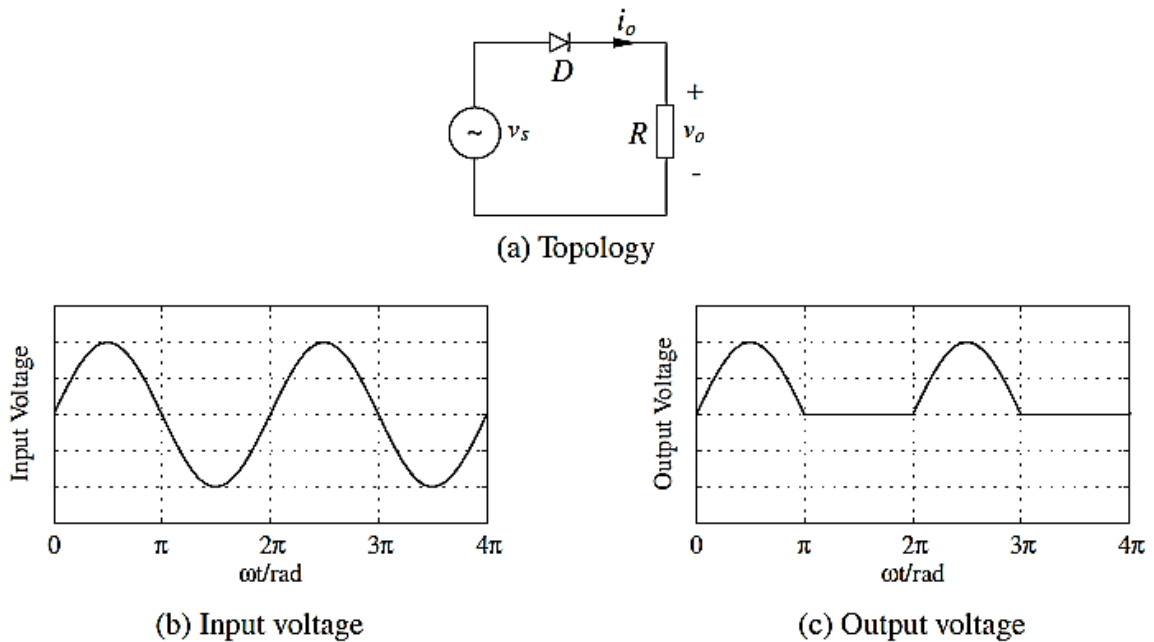 i_o
D
+
~ v_s
R v_o
-
(a) Topology
Input Voltage
0 π 2π 3π 4π
ωt/rad
(b) Input voltage
Output Voltage
0 π 2π 3π 4π
ωt/rad
(c) Output voltage